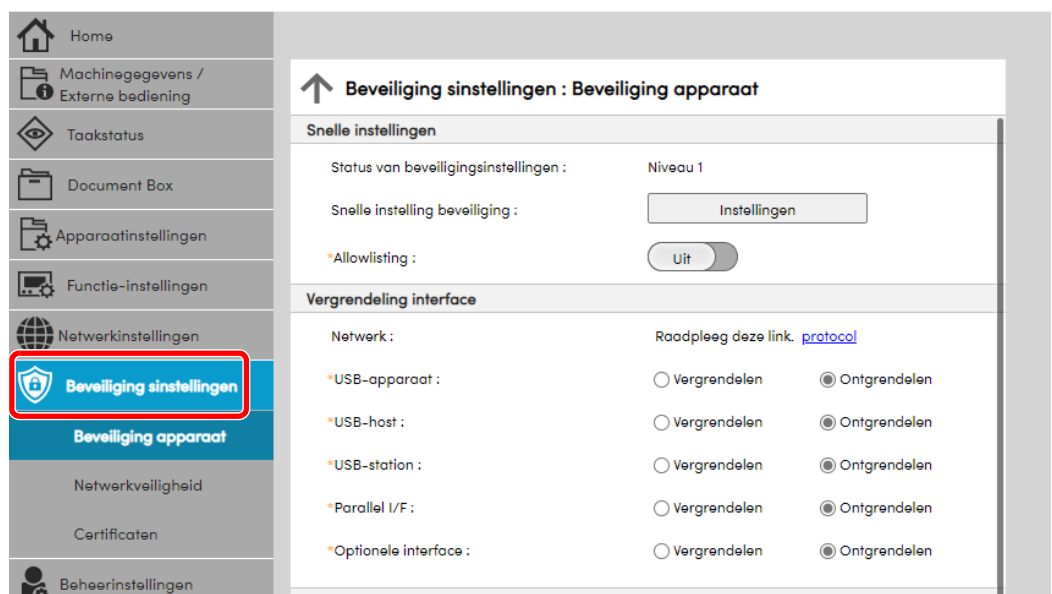 Home
Machinegegevens /
Externe bediening
Taakstatus
Document Box
Apparaatinstellingen
Functie-instellingen
Netwerkinstellingen
Beveiliging sinstellingen
Beveiliging apparaat
Netwerkveiligheid
Certificaten
Beheerinstellingen
Beveiliging sinstellingen : Beveiliging apparaat
Snelle instellingen
Status van beveiligingsinstellingen : Niveau 1
Snelle instelling beveiliging : Instellingen
*Allowlisting : Uit
Vergrendeling interface
Netwerk : Raadpleeg deze link. protocol
*USB-apparaat : Vergrendelen Ontgrendelen
*USB-host : Vergrendelen Ontgrendelen
*USB-station : Vergrendelen Ontgrendelen
*Parallel I/F : Vergrendelen Ontgrendelen
*Optionele interface : Vergrendelen Ontgrendelen